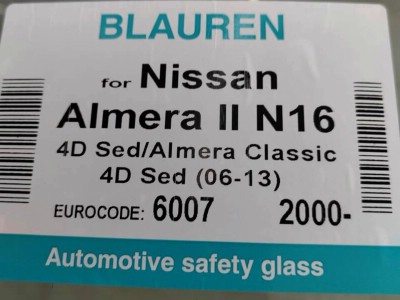 BLAUREN
for Nissan
Almera II N16
4D Sed/Almera Classic
4D Sed (06-13)
EUROCODE: 6007 2000-
Automotive safety glass